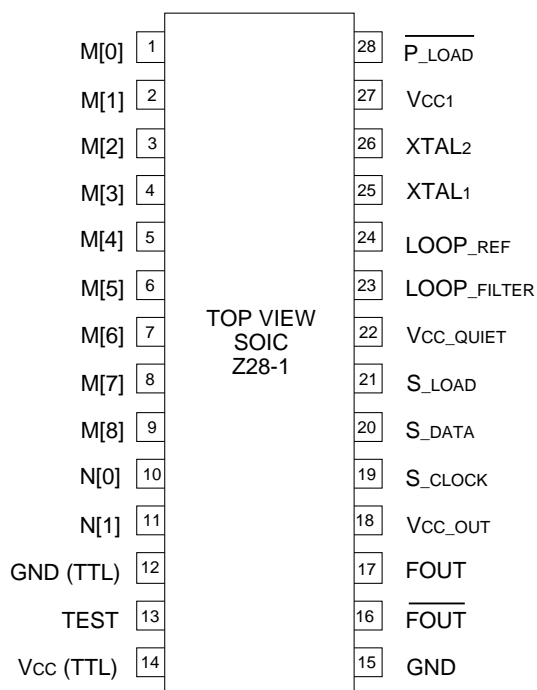 M[0] 1 28 P_LOAD
M[1] 2 27 VCC1
M[2] 3 26 XTAL2
M[3] 4 25 XTAL1
M[4] 5 24 LOOP_REF
M[5] 6 23 LOOP_FILTER
TOP VIEW
SOIC
Z28-1
M[6] 7 22 VCC_QUIET
M[7] 8 21 S_LOAD
M[8] 9 20 S_DATA
N[0] 10 19 S_CLOCK
N[1] 11 18 VCC_OUT
GND (TTL) 12 17 FOUT
TEST 13 16 FOUT
VCC (TTL) 14 15 GND